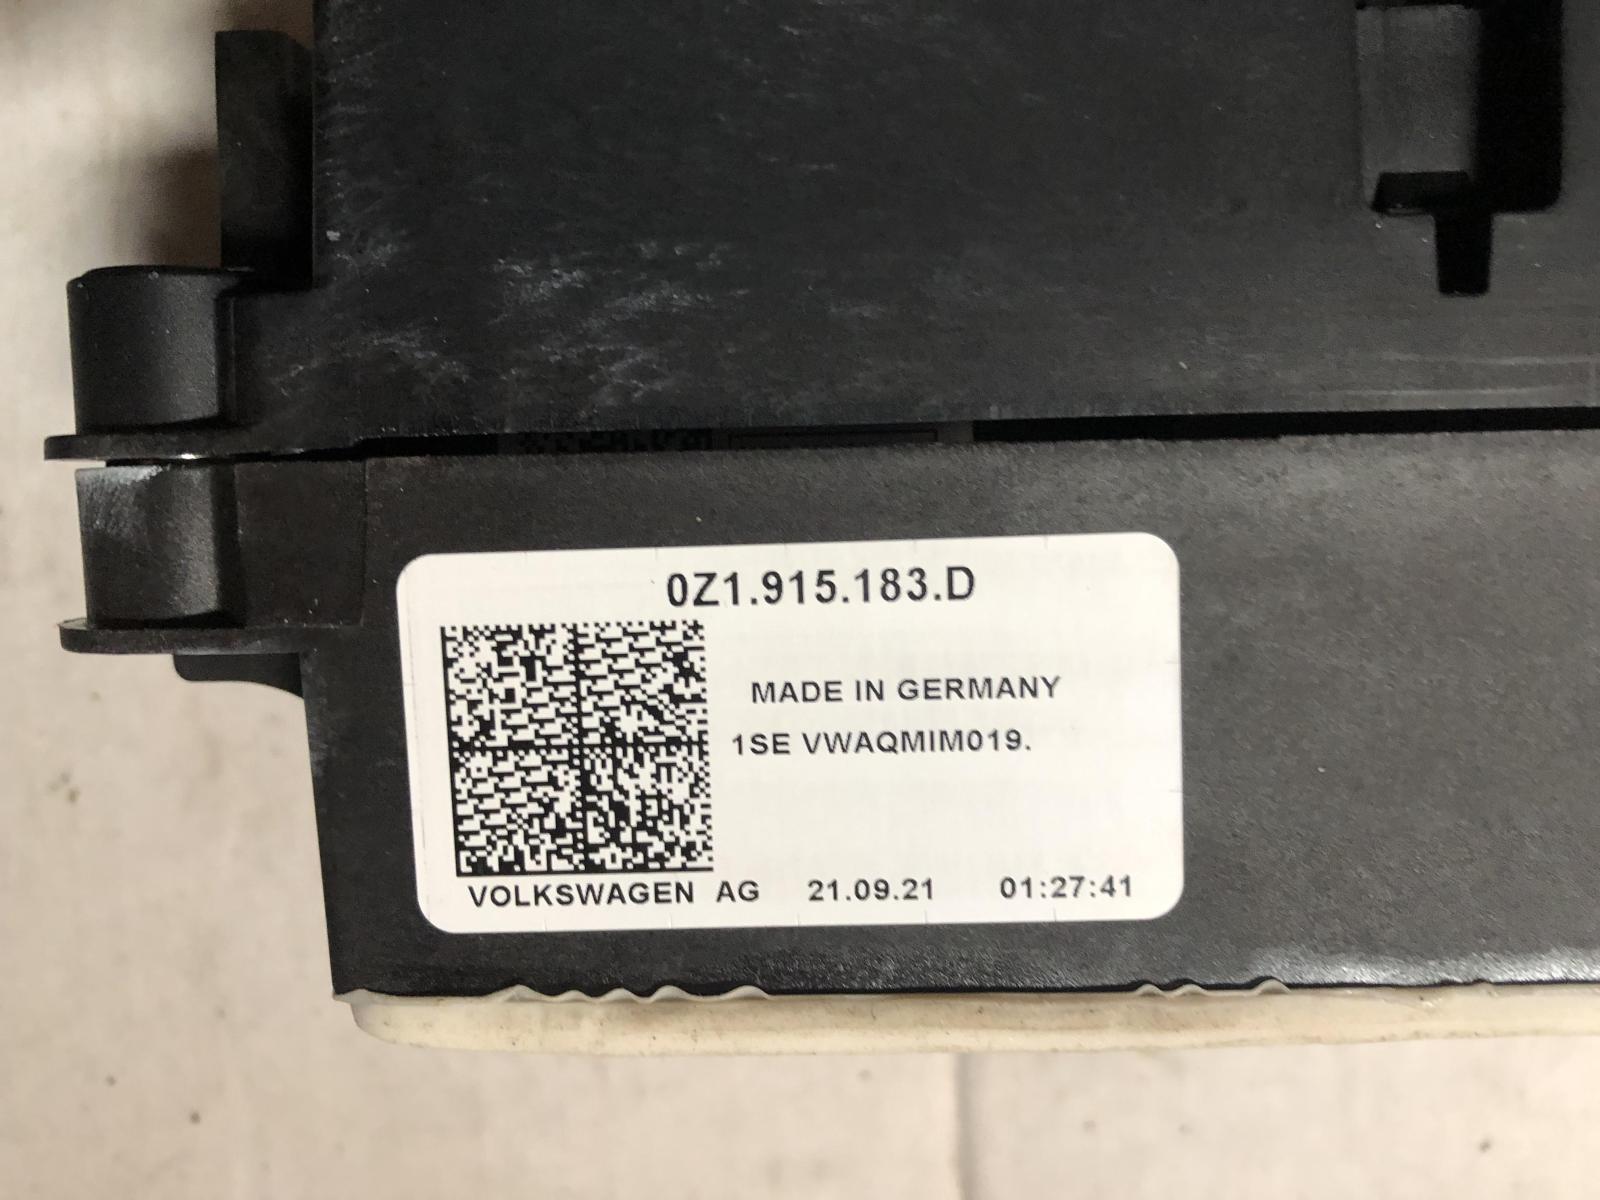 0Z1.915.183.D
MADE IN GERMANY
1SE VWAQMIM019.
VOLKSWAGEN AG 21.09.21 01:27:41